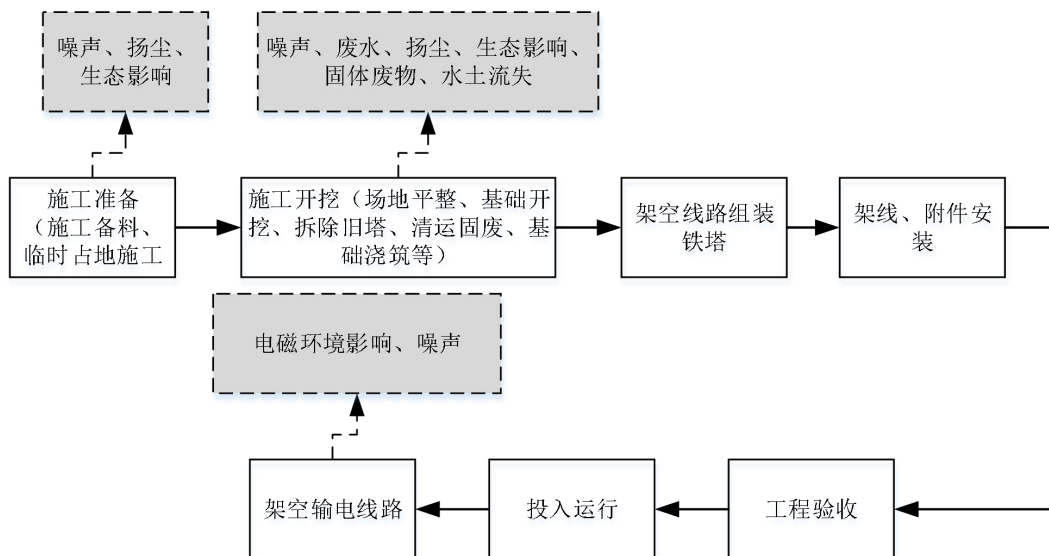 噪声、扬尘、
生态影响
噪声、废水、扬尘、生态影响、
固体废物、水土流失
施工准备
（施工备料、
临时占地施工
施工开挖（场地平整、基础开
挖、拆除旧塔、清运固废、基
础浇筑等）
架空线路组装
铁塔
架线、附件安
装
电磁环境影响、噪声
架空输电线路
投入运行
工程验收